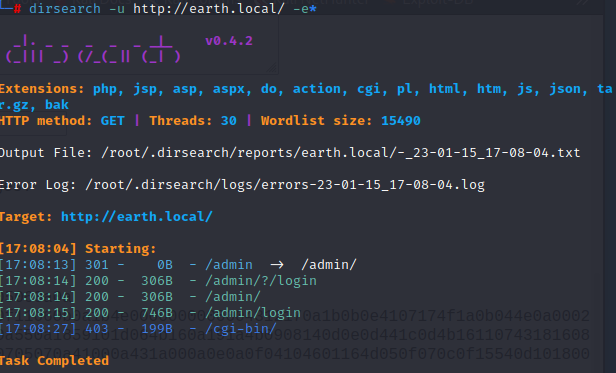 # dirsearch -u http://earth.local/ -e*
v0.4.2
Extensions: php, jsp, asp, aspx, do, action, cgi, pl, html, htm, js, json, ta
r.gz, bak
HTTP method: GET | Threads: 30 | Wordlist size: 15490
Output File: /root/.dirsearch/reports/earth.local/-_23-01-15_17-08-04.txt
Error Log: /root/.dirsearch/logs/errors-23-01-15_17-08-04.log
Target: http://earth.local/
[17:08:04] Starting:
[17:08:13] 301 - 0B - /admin -> /admin/
[17:08:14] 200 - 306B - /admin/?/login
[17:08:14] 200 - 306B - /admin/
[17:08:15] 200 - 746B - /admin/login
[17:08:27] 403 - 199B - /cgi-bin/
Task Completed